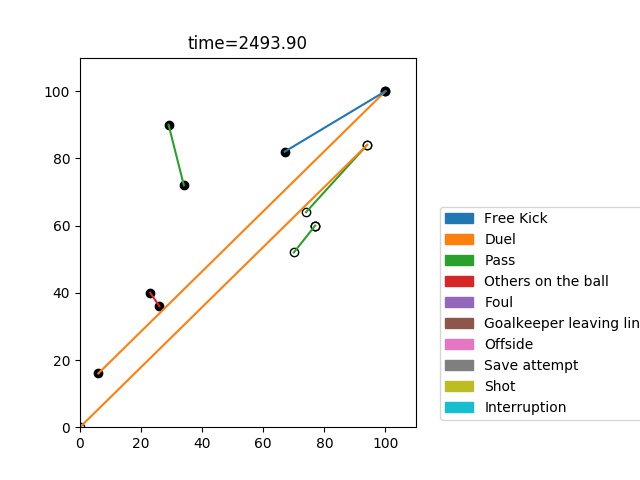 time=2493.90
100
80
60
40
20
0
0 20 40 60 80 100
Free Kick
Duel
Pass
Others on the ball
Foul
Goalkeeper leaving lin
Offside
Save attempt
Shot
Interruption